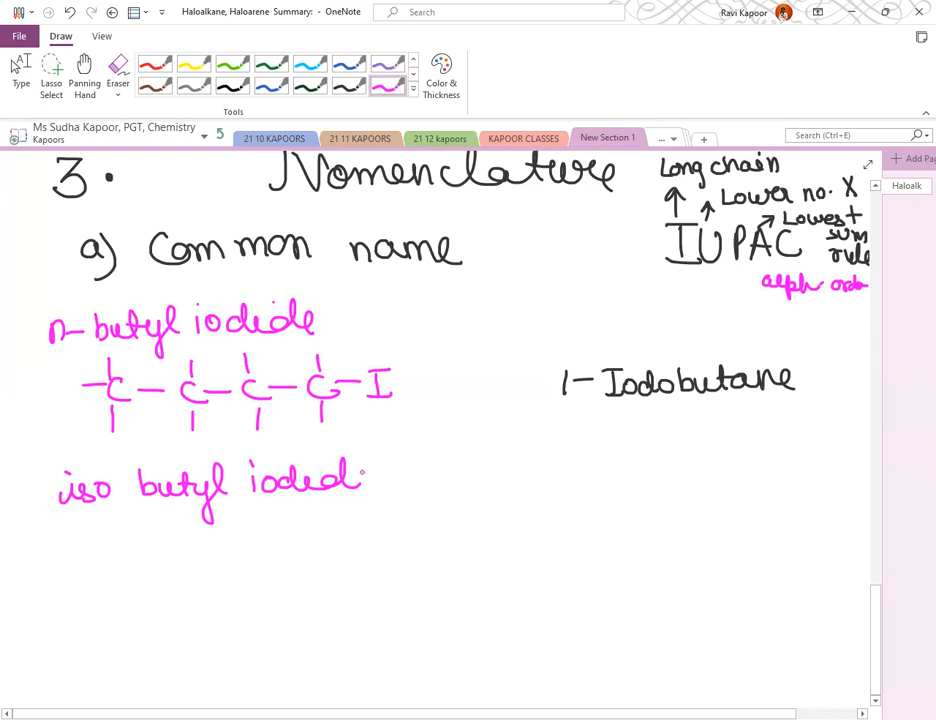 Haloalkane, Haloarene Summary: - OneNote
Search
Ravi Kapoor
File
Draw
View
Type
Lasso Select
Panning Hand
Eraser
Color & Thickness
Tools
Ms Sudha Kapoor, PGT, Chemistry
Kapoors
21 10 KAPOORS
21 11 KAPOORS
21 12 kapoors
KAPOOR CLASSES
New Section 1
...
Search (Ctrl+E)
Add Pag
Haloalk
3. Nomenclature
Long chain
Lower no. X
Lowest sum rule
IUPAC
alph. order
a) Common name
n-butyl iodide
-C-C-C-C-I
1-Iodobutane
iso butyl iodedi